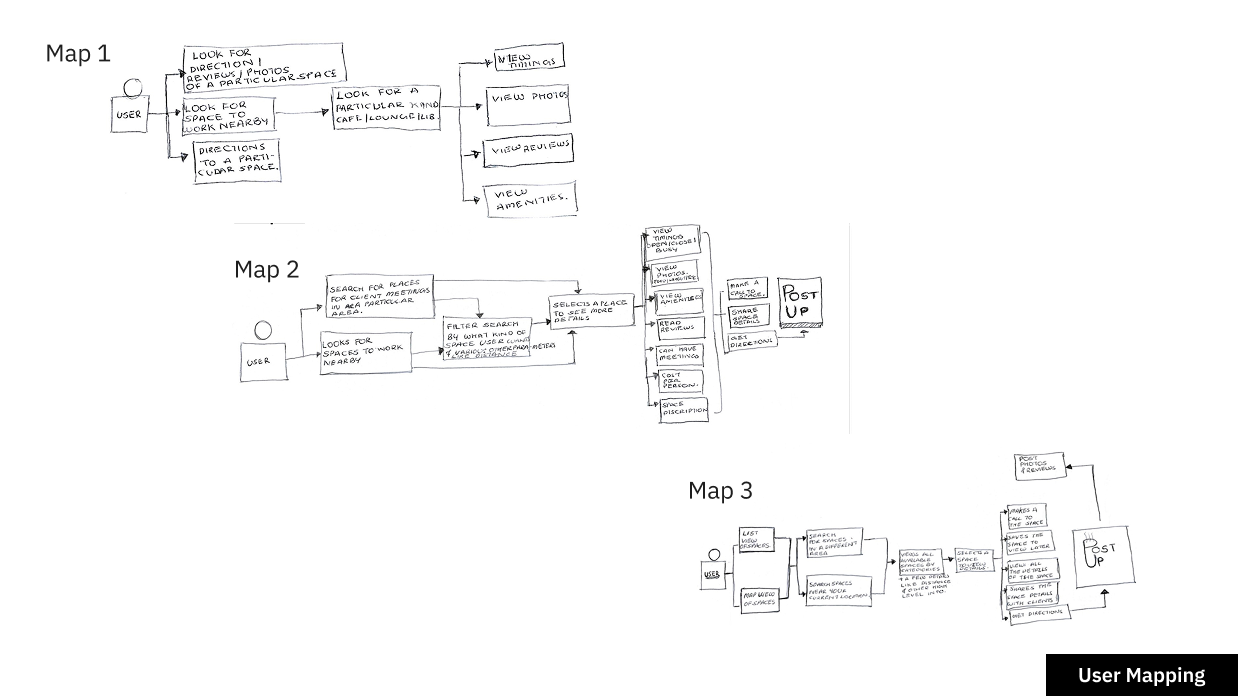 Map 1
USER
LOOK FOR
DIRECTION |
REVIEWS / PHOTOS
OF A PARTICULAR SPACE
LOOK FOR
SPACE TO
WORK NEARBY
DIRECTIONS
TO A PARTI-
CULAR SPACE.
LOOK FOR A
PARTICULAR KIND
CAFE/LOUNGE/LIB.
VIEW
TIMINGS
VIEW PHOTOS
VIEW REVIEWS
VIEW
AMENITIES.
Map 2
USER
SEARCH FOR PLACES
FOR CLIENT MEETINGS
IN A PARTICULAR
AREA.
LOOKS FOR
SPACES TO WORK
NEARBY
FILTER SEARCH
BY WHAT KIND OF
SPACE USER WANT
& VARIOUS OTHER PARA-METERS
LIKE DISTANCE
SELECTS A PLACE
TO SEE MORE
DETAILS
VIEW
TIMINGS
OPEN/CLOSE/
BUSY
VIEW
PHOTOS.
VIEW
AMENITIES
READ
REVIEWS
CAN HAVE
MEETINGS
COST
PER
PERSON.
SPACE
DISCRIPTION
MAKE A
CALL TO
SPACE.
SHARE
SPACE
DETAILS
GET
DIRECTIONS
POST
UP
Map 3
USER
LIST
VIEW
OF SPACES
MAP VIEW
OF SPACES
SEARCH
FOR SPACES
IN A DIFFERENT
AREA
SEARCH SPACES
NEAR YOUR
CURRENT LOCATION
VIEWS ALL
AVAILABLE
SPACES BY
CATEGORIES
& A FEW DETAILS
LIKE DISTANCE
& OTHER HIGH
LEVEL INFO.
SELECTS A
SPACE
TO VIEW
DETAILS.
MAKES A
CALL TO
THE SPACE
SAVES THE
SPACE TO
VIEW LATER
VIEW ALL
THE DETAILS
OF THE SPACE
SHARES THE
SPACE DETAILS
WITH CLIENTS
GET DIRECTIONS
POST
UP
POST
PHOTOS
& REVIEWS
User Mapping